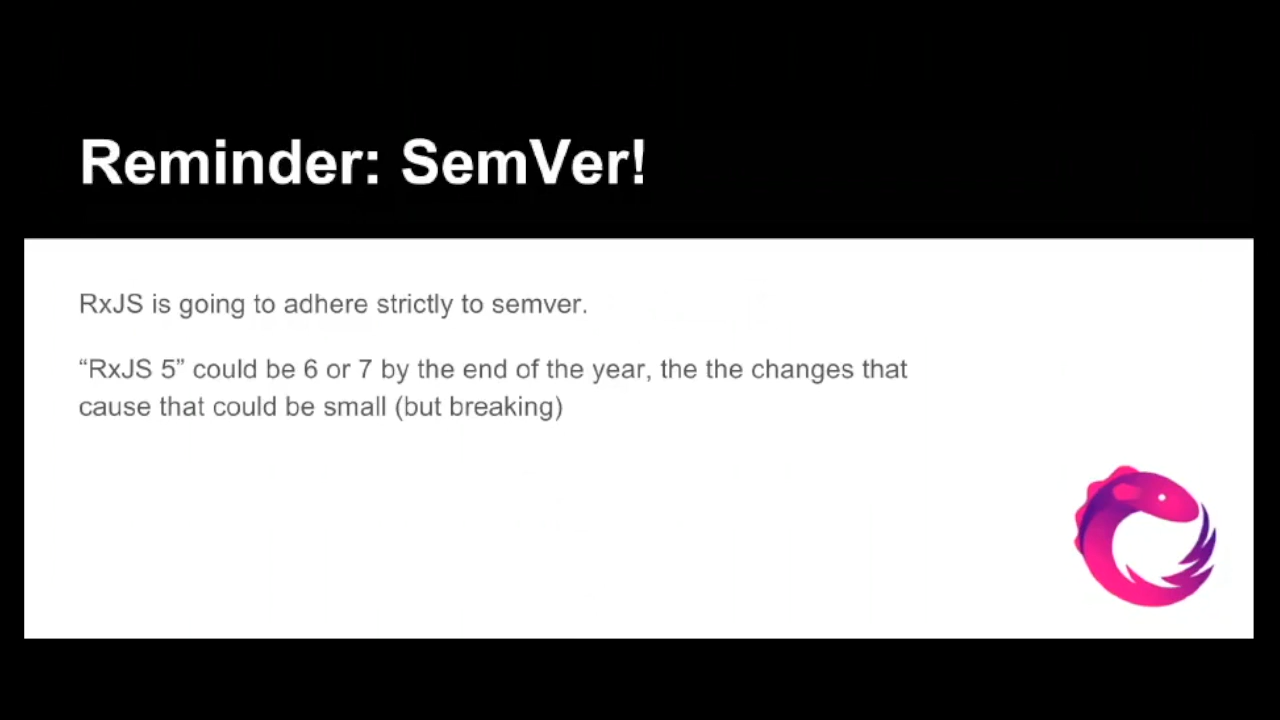 Reminder: SemVer!
RxJS is going to adhere strictly to semver.
“RxJS 5” could be 6 or 7 by the end of the year, the the changes that
cause that could be small (but breaking)